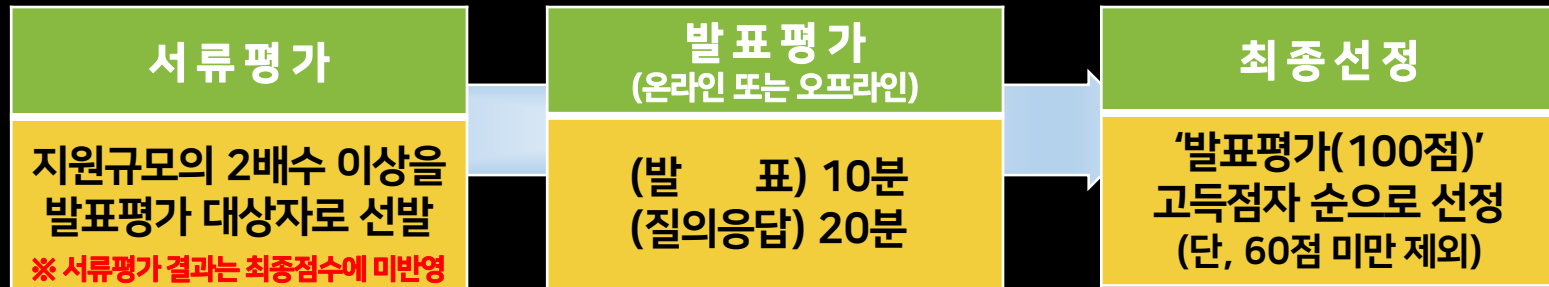 서류평가
지원규모의 2배수 이상을
발표평가 대상자로 선발
※ 서류평가 결과는 최종점수에 미반영
발표평가
(온라인 또는 오프라인)
(발 표) 10분
(질의응답) 20분
최종선정
‘발표평가(100점)’
고득점자 순으로 선정
(단, 60점 미만 제외)